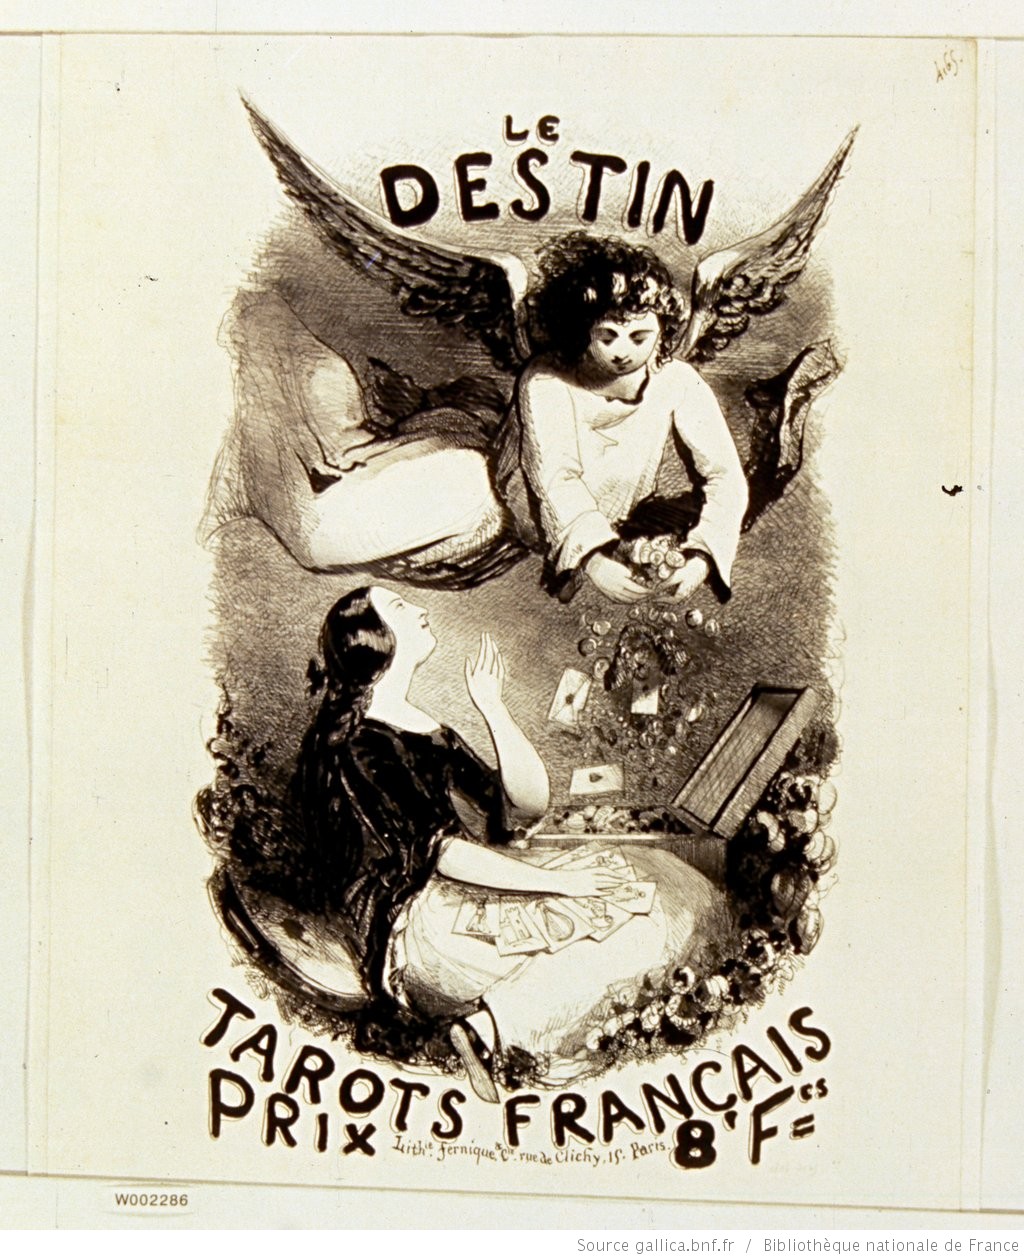 LE
DESTIN
TAROTS FRANÇAIS
PRIX 8 Fcs
Lithie. Fernique & Cie. rue de Clichy, 15. Paris.
W002286
Source gallica.bnf.fr / Bibliothèque nationale de France